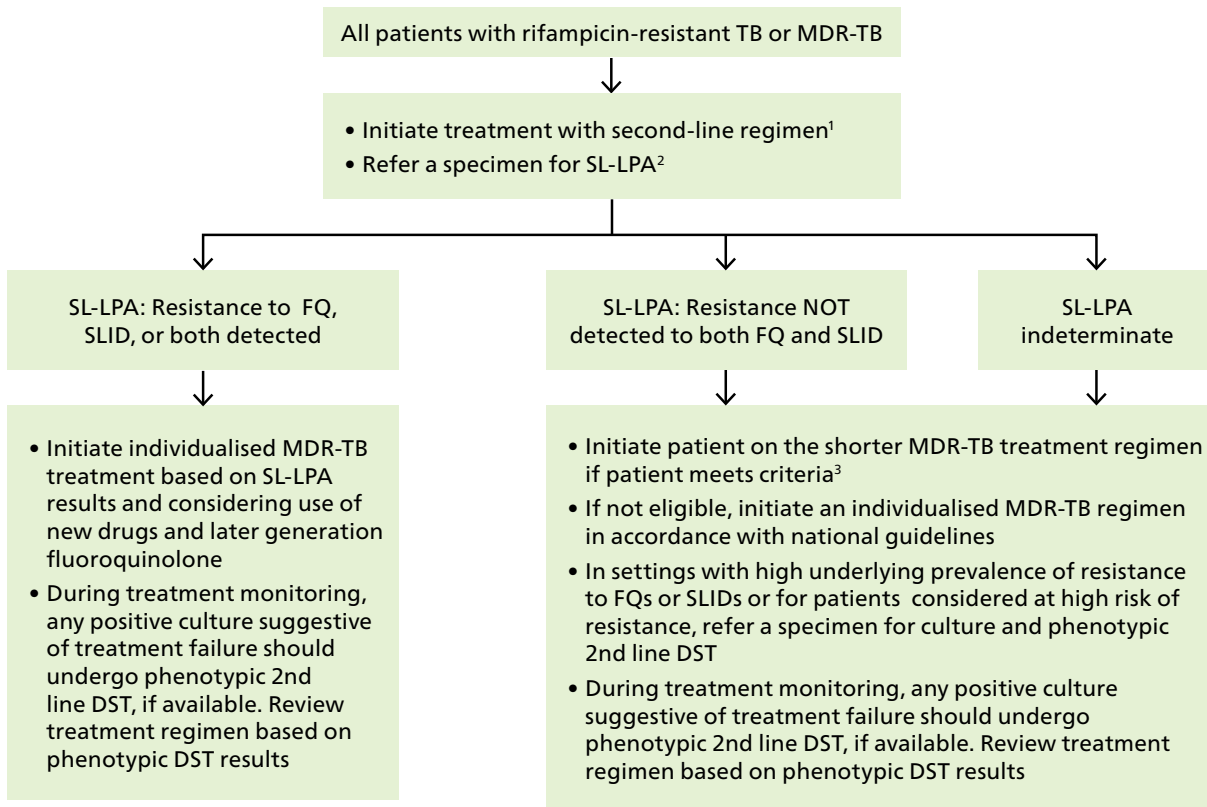 All patients with rifampicin-resistant TB or MDR-TB
• Initiate treatment with second-line regimen¹
• Refer a specimen for SL-LPA²
SL-LPA: Resistance to FQ,
SLID, or both detected
SL-LPA: Resistance NOT
detected to both FQ and SLID
SL-LPA
indeterminate
• Initiate individualised MDR-TB
treatment based on SL-LPA
results and considering use of
new drugs and later generation
fluoroquinolone
• During treatment monitoring,
any positive culture suggestive
of treatment failure should
undergo phenotypic 2nd
line DST, if available. Review
treatment regimen based on
phenotypic DST results
• Initiate patient on the shorter MDR-TB treatment regimen
if patient meets criteria³
• If not eligible, initiate an individualised MDR-TB regimen
in accordance with national guidelines
• In settings with high underlying prevalence of resistance
to FQs or SLIDs or for patients considered at high risk of
resistance, refer a specimen for culture and phenotypic
2nd line DST
• During treatment monitoring, any positive culture
suggestive of treatment failure should undergo
phenotypic 2nd line DST, if available. Review treatment
regimen based on phenotypic DST results